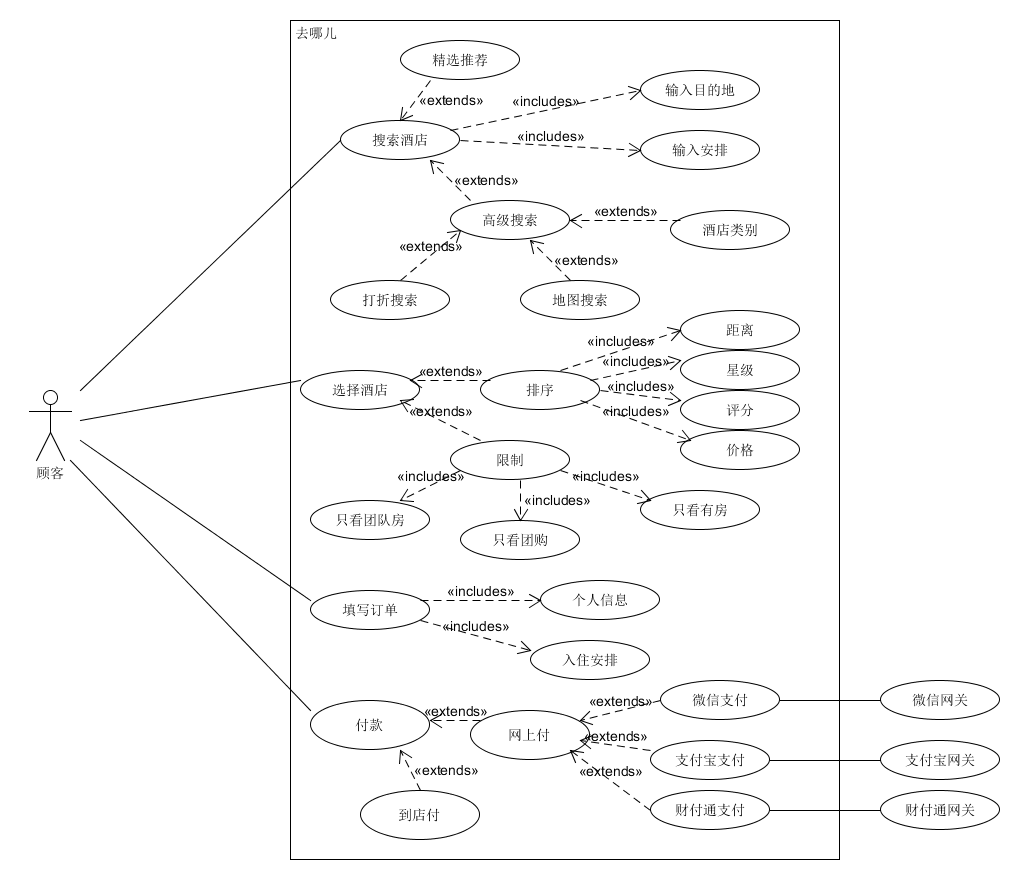 去哪儿
精选推荐
«extends»
«includes»
输入目的地
搜索酒店
«includes»
输入安排
«extends»
高级搜索
«extends»
酒店类别
«extends»
«extends»
打折搜索
地图搜索
«includes»
距离
«includes»
星级
«extends»
选择酒店
排序
«includes»
评分
«extends»
«includes»
价格
顾客
限制
«includes»
«includes»
«includes»
只看团队房
只看团购
只看有房
填写订单
«includes»
个人信息
«includes»
入住安排
付款
«extends»
网上付
«extends»
微信支付
微信网关
«extends»
支付宝支付
支付宝网关
«extends»
«extends»
到店付
财付通支付
财付通网关